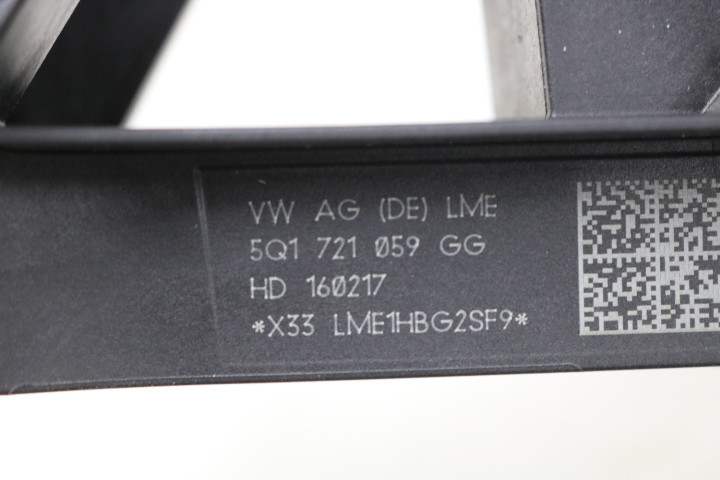 VW AG (DE) LME
5Q1 721 059 GG
HD 160217
*X33 LME1HBG2SF9*